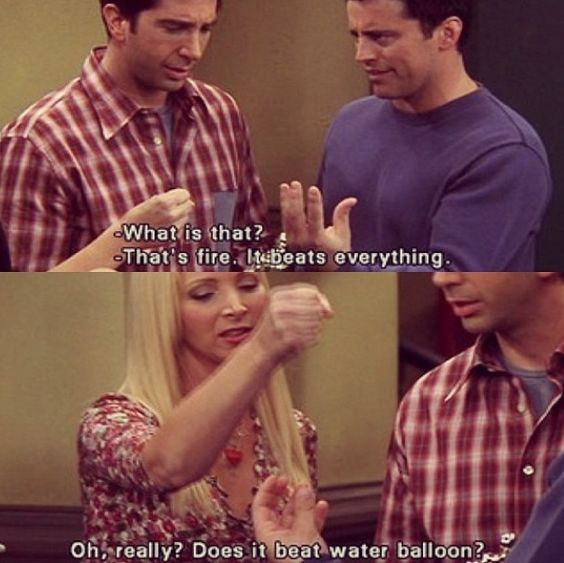 -What is that?
-That's fire. It beats everything.
Oh, really? Does it beat water balloon?